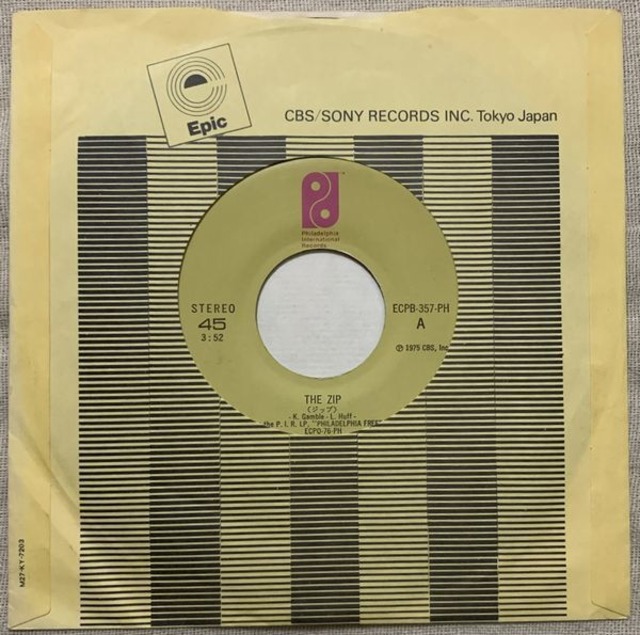 Epic
CBS/SONY RECORDS INC. Tokyo Japan
Philadelphia
International
Records
STEREO
45
3:52
ECPB-357-PH
A
℗ 1975 CBS, Inc.
THE ZIP
(ジップ)
- K. Gamble - L. Huff -
the P. I. R. LP, "PHILADELPHIA FREE
ECPO-76-PH
M27-KY-7203